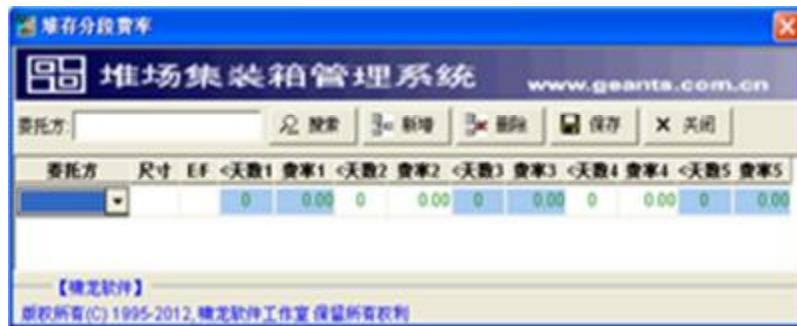 堆存分段费率
堆场集装箱管理系统 www.geants.com.cn
委托方: 搜索 新增 删除 保存 关闭
委托方 尺寸 EF <天数1 费率1 <天数2 费率2 <天数3 费率3 <天数4 费率4 <天数5 费率5
0 0.00 0 0.00 0 0.00 0 0.00 0 0.00
龙软件】
版权所有(C) 1995-2012, 龙软件工作室 保留所有权利